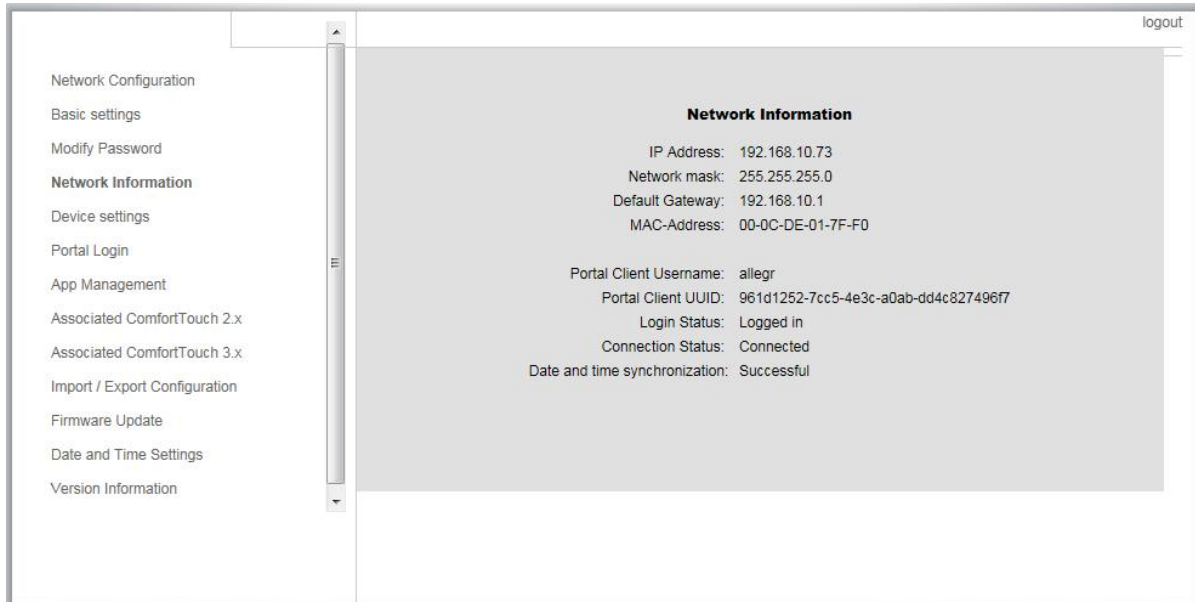 logout
Network Configuration
Basic settings
Modify Password
Network Information
Device settings
Portal Login
App Management
Associated ComfortTouch 2.x
Associated ComfortTouch 3.x
Import / Export Configuration
Firmware Update
Date and Time Settings
Version Information
Network Information
IP Address: 192.168.10.73
Network mask: 255.255.255.0
Default Gateway: 192.168.10.1
MAC-Address: 00-0C-DE-01-7F-F0
Portal Client Username: allegr
Portal Client UUID: 961d1252-7cc5-4e3c-a0ab-dd4c827496f7
Login Status: Logged in
Connection Status: Connected
Date and time synchronization: Successful